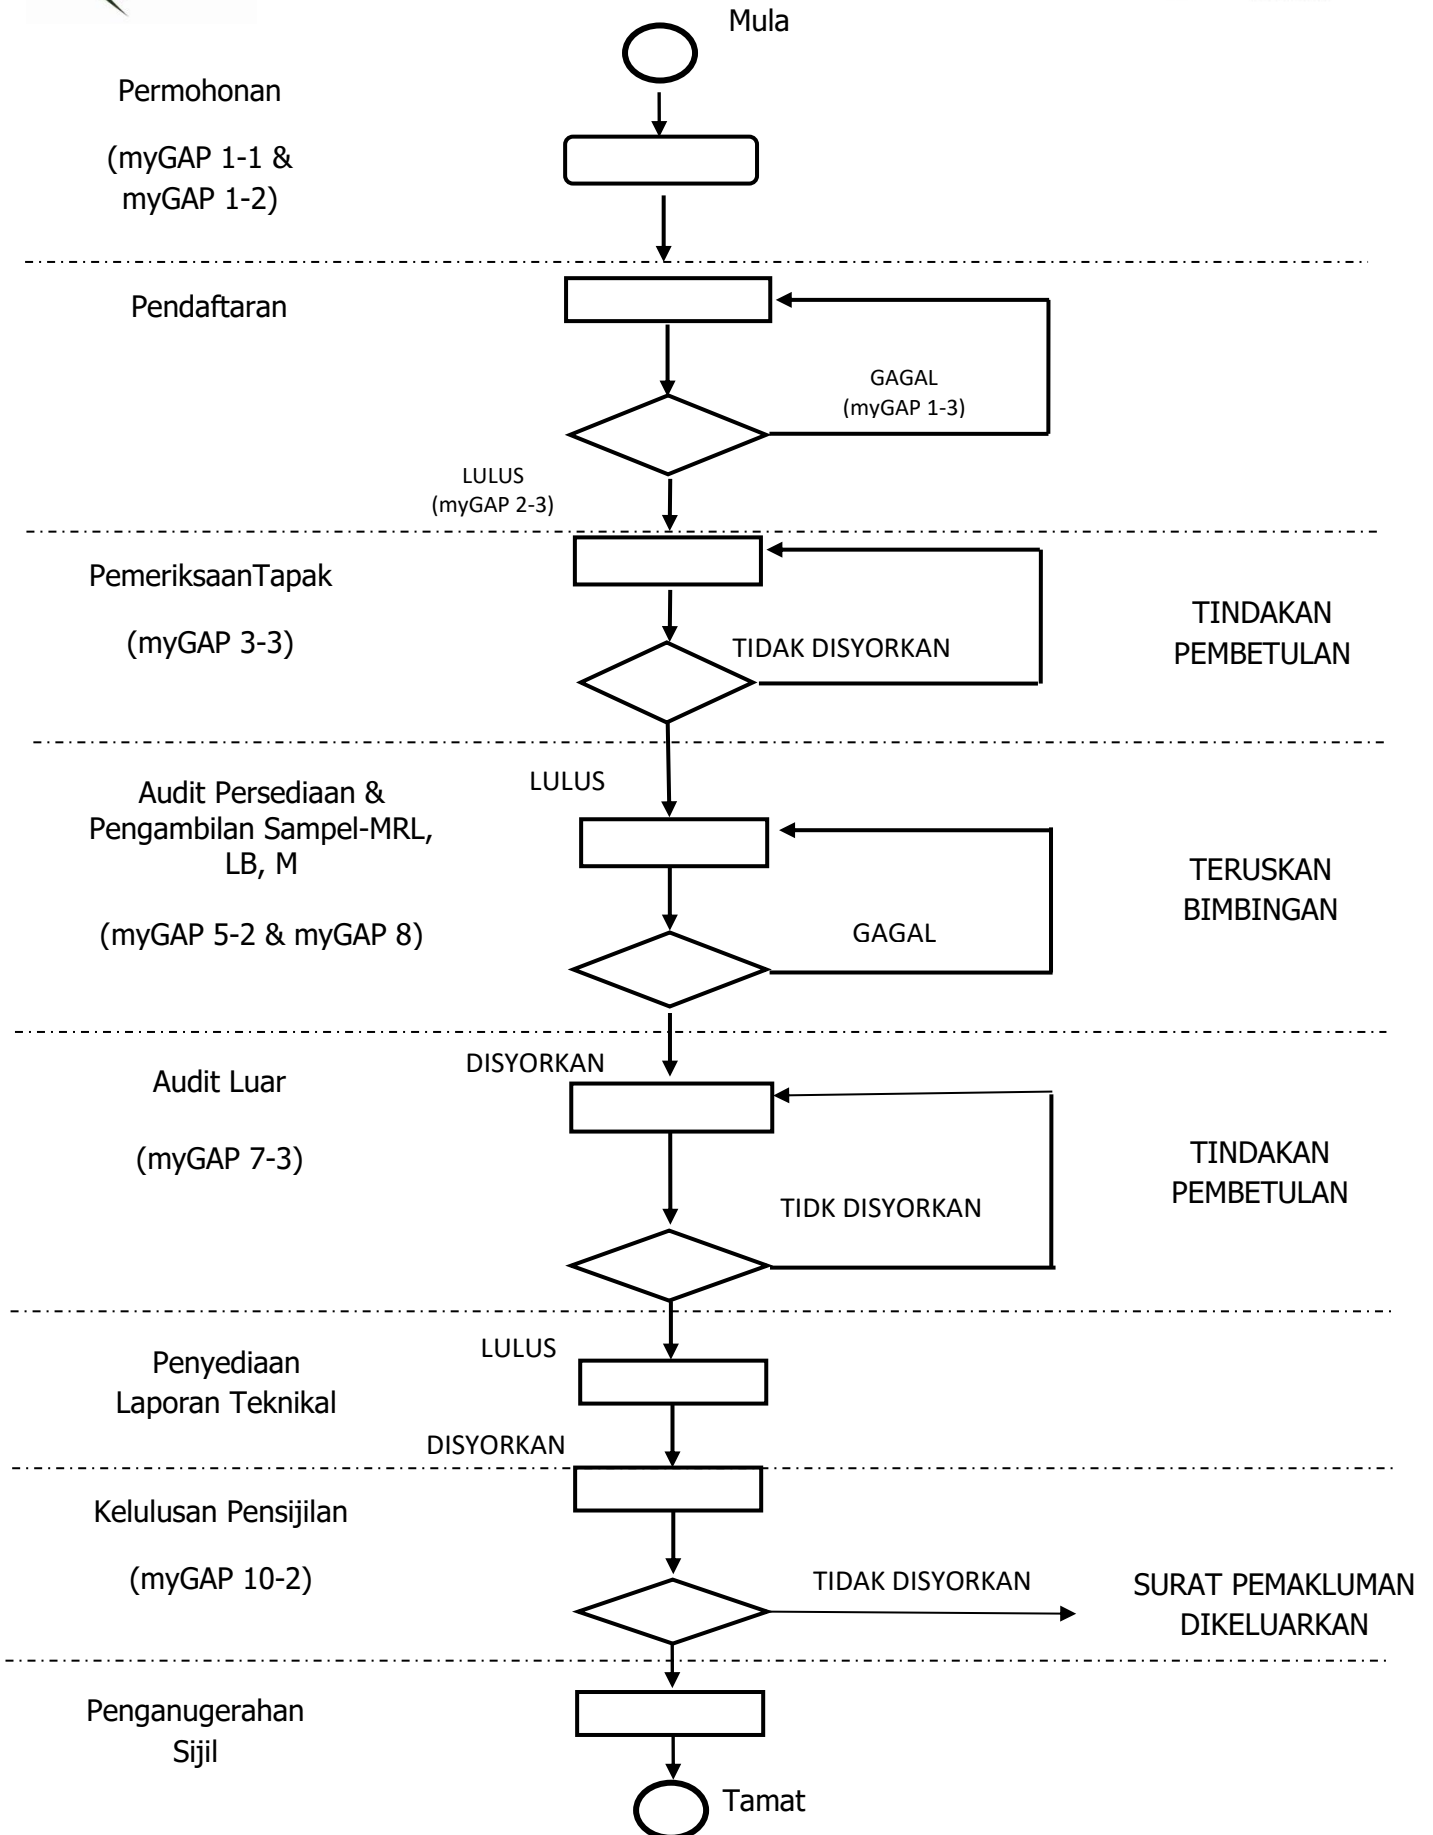 Mula
Permohonan
(myGAP 1-1 &
myGAP 1-2)
Pendaftaran
GAGAL
(myGAP 1-3)
LULUS
(myGAP 2-3)
PemeriksaanTapak
(myGAP 3-3)
TIDAK DISYORKAN
TINDAKAN
PEMBETULAN
LULUS
Audit Persediaan &
Pengambilan Sampel-MRL,
LB, M
(myGAP 5-2 & myGAP 8)
GAGAL
TERUSKAN
BIMBINGAN
DISYORKAN
Audit Luar
(myGAP 7-3)
TIDK DISYORKAN
TINDAKAN
PEMBETULAN
LULUS
Penyediaan
Laporan Teknikal
DISYORKAN
Kelulusan Pensijilan
(myGAP 10-2)
TIDAK DISYORKAN
SURAT PEMAKLUMAN
DIKELUARKAN
Penganugerahan
Sijil
Tamat